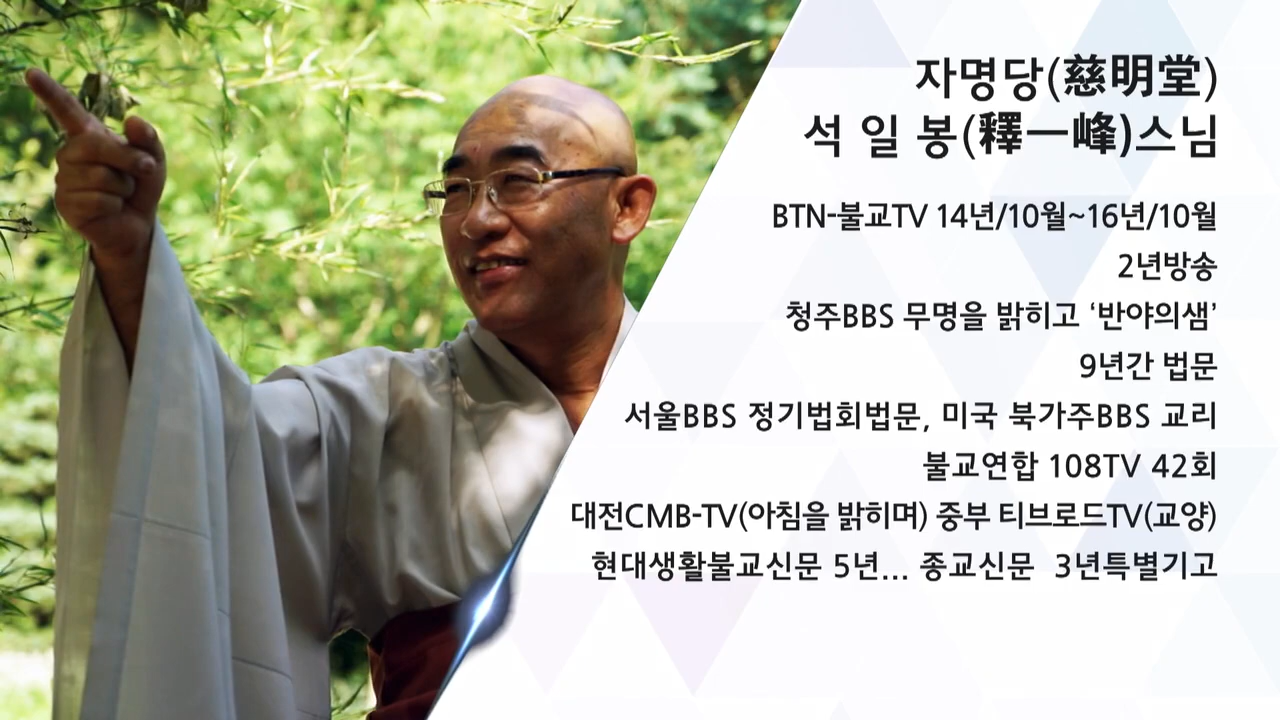 자명당(慈明堂)
석 일 봉(釋一峰)스님
BTN-불교TV 14년/10월~16년/10월
2년방송
청주BBS 무명을 밝히고 ‘반야의샘’
9년간 법문
서울BBS 정기법회법문, 미국 북가주BBS 교리
불교연합 108TV 42회
대전CMB-TV(아침을 밝히며) 중부 티브로드TV(교양)
현대생활불교신문 5년... 종교신문 3년특별기고